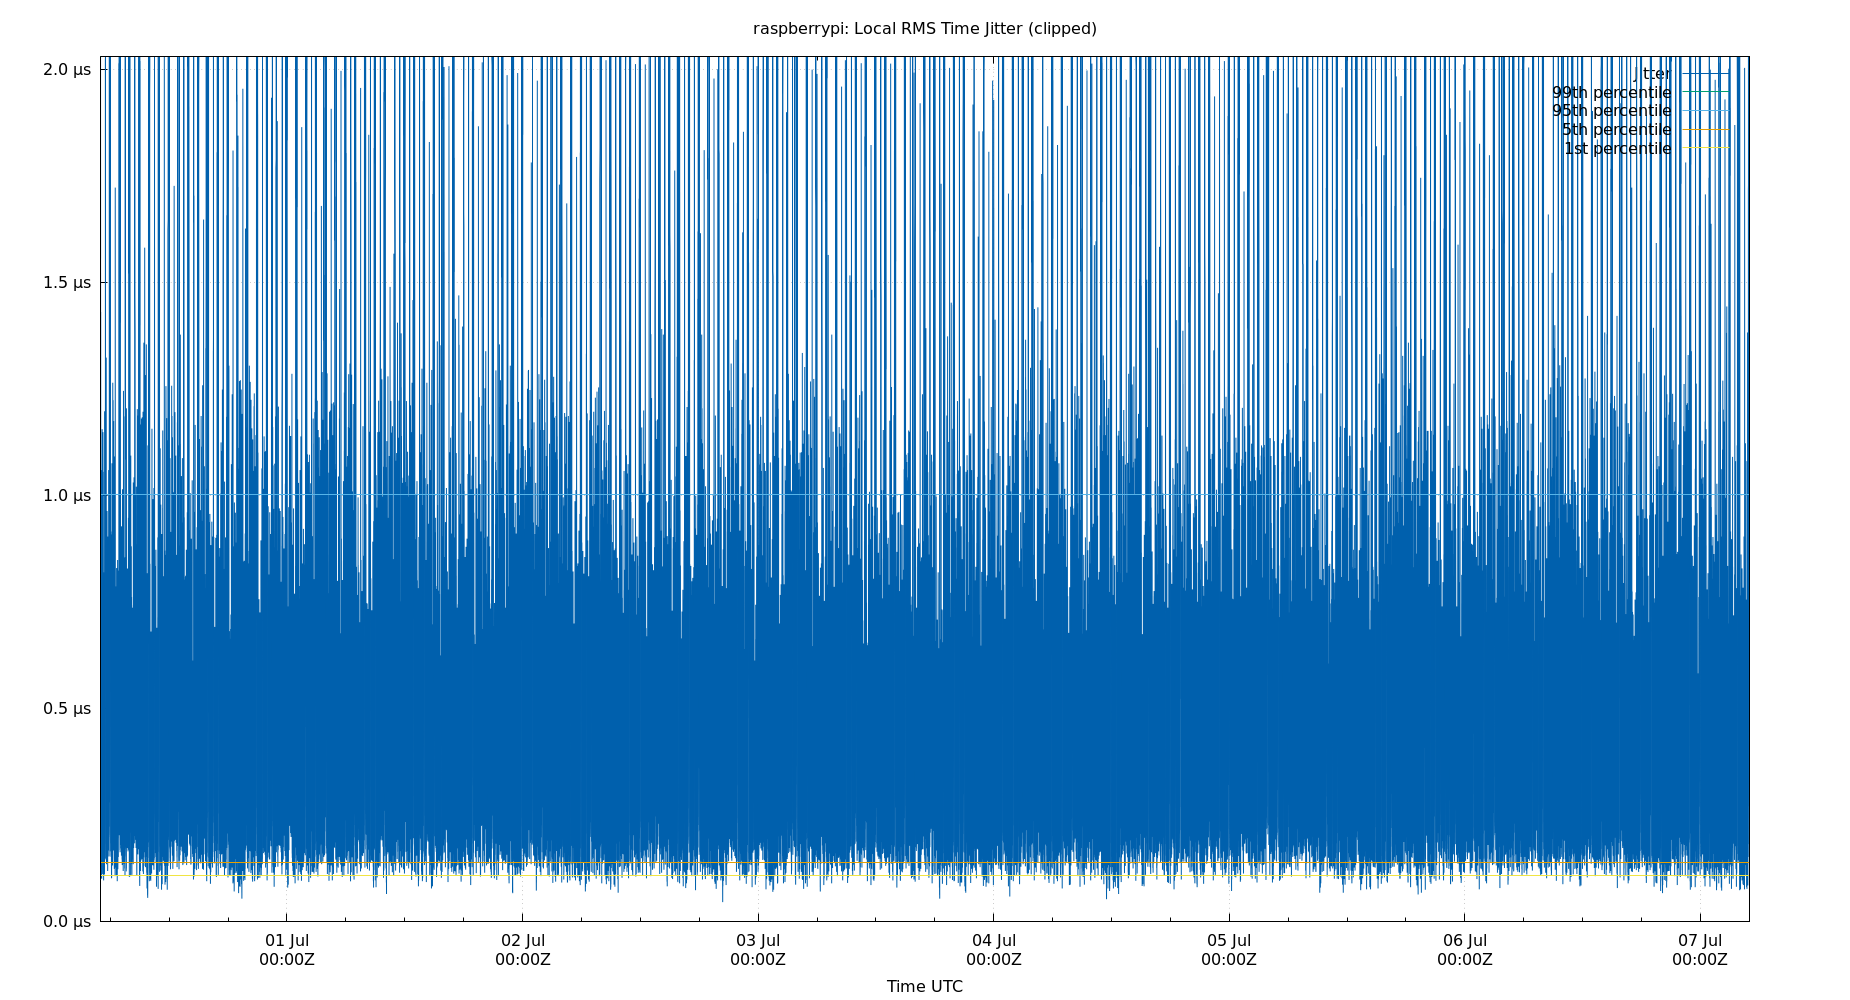 raspberrypi: Local RMS Time Jitter (clipped)
2.0 µs
1.5 µs
1.0 µs
0.5 µs
0.0 µs
jitter
99th percentile
95th percentile
5th percentile
1st percentile
01 Jul
00:00Z
02 Jul
00:00Z
03 Jul
00:00Z
04 Jul
00:00Z
05 Jul
00:00Z
06 Jul
00:00Z
07 Jul
00:00Z
Time UTC